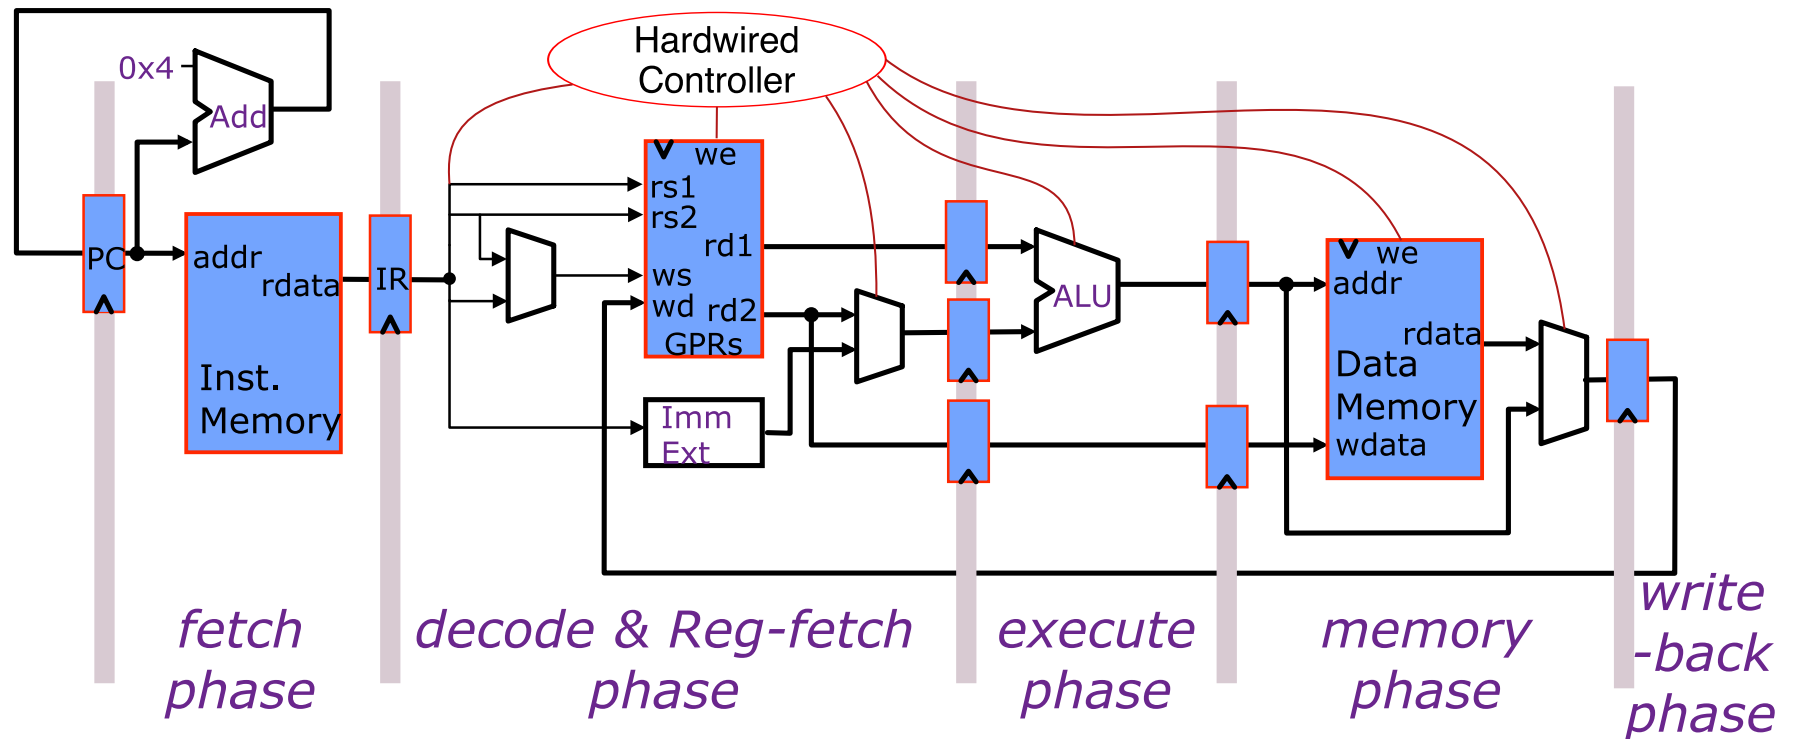 Hardwired
Controller
0x4
Add
we
rs1
rs2
rd1
ws
wd
rd2
GPRs
PC
addr
rdata
IR
Inst.
Memory
Imm
Ext
ALU
we
addr
rdata
Data
Memory
wdata
fetch
phase
decode & Reg-fetch
phase
execute
phase
memory
phase
write
-back
phase